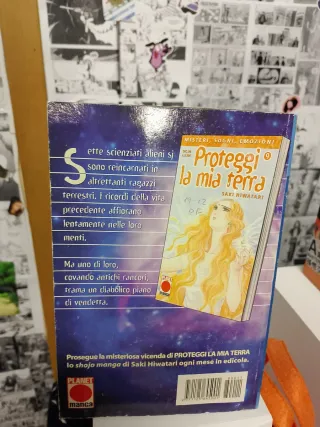 Sette scienziati alieni si
sono reincarnati in
altrettanti ragazzi
terrestri. I ricordi della vita
precedente affiorano
lentamente nelle loro
menti.
Ma uno di loro,
covando antichi rancori,
trama un diabolico piano
di vendetta.
MISTERI, SOGNI, EMOZIONI!
Proteggi
la mia terra
SAKI HIWATARI
Prosegue la misteriosa vicenda di PROTEGGI LA MIA TERRA
lo shojo manga di Saki Hiwatari ogni mese in edicola.
PLANET
manga